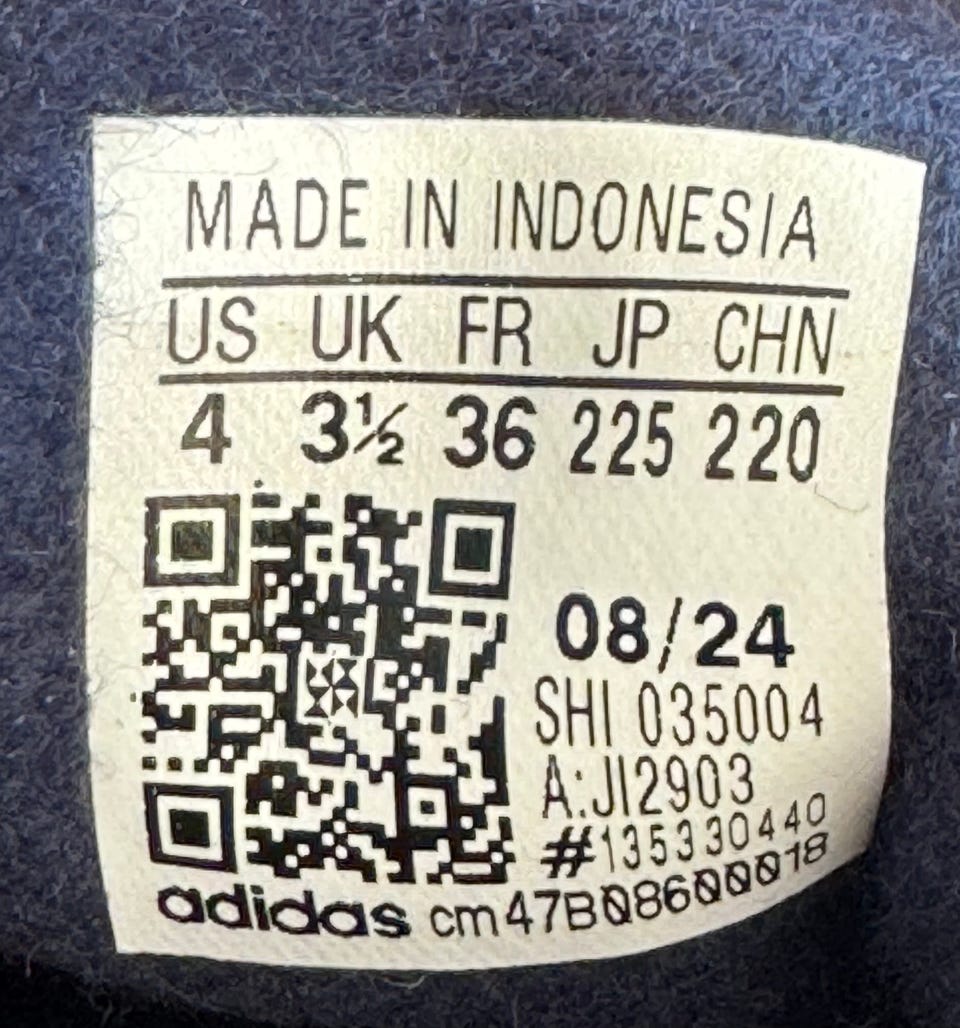 MADE IN INDONESIA
US UK FR JP CHN
4 3½ 36 225 220
08/24
SHI 035004
A:JI2903
#135330440
adidas cm47B08600018